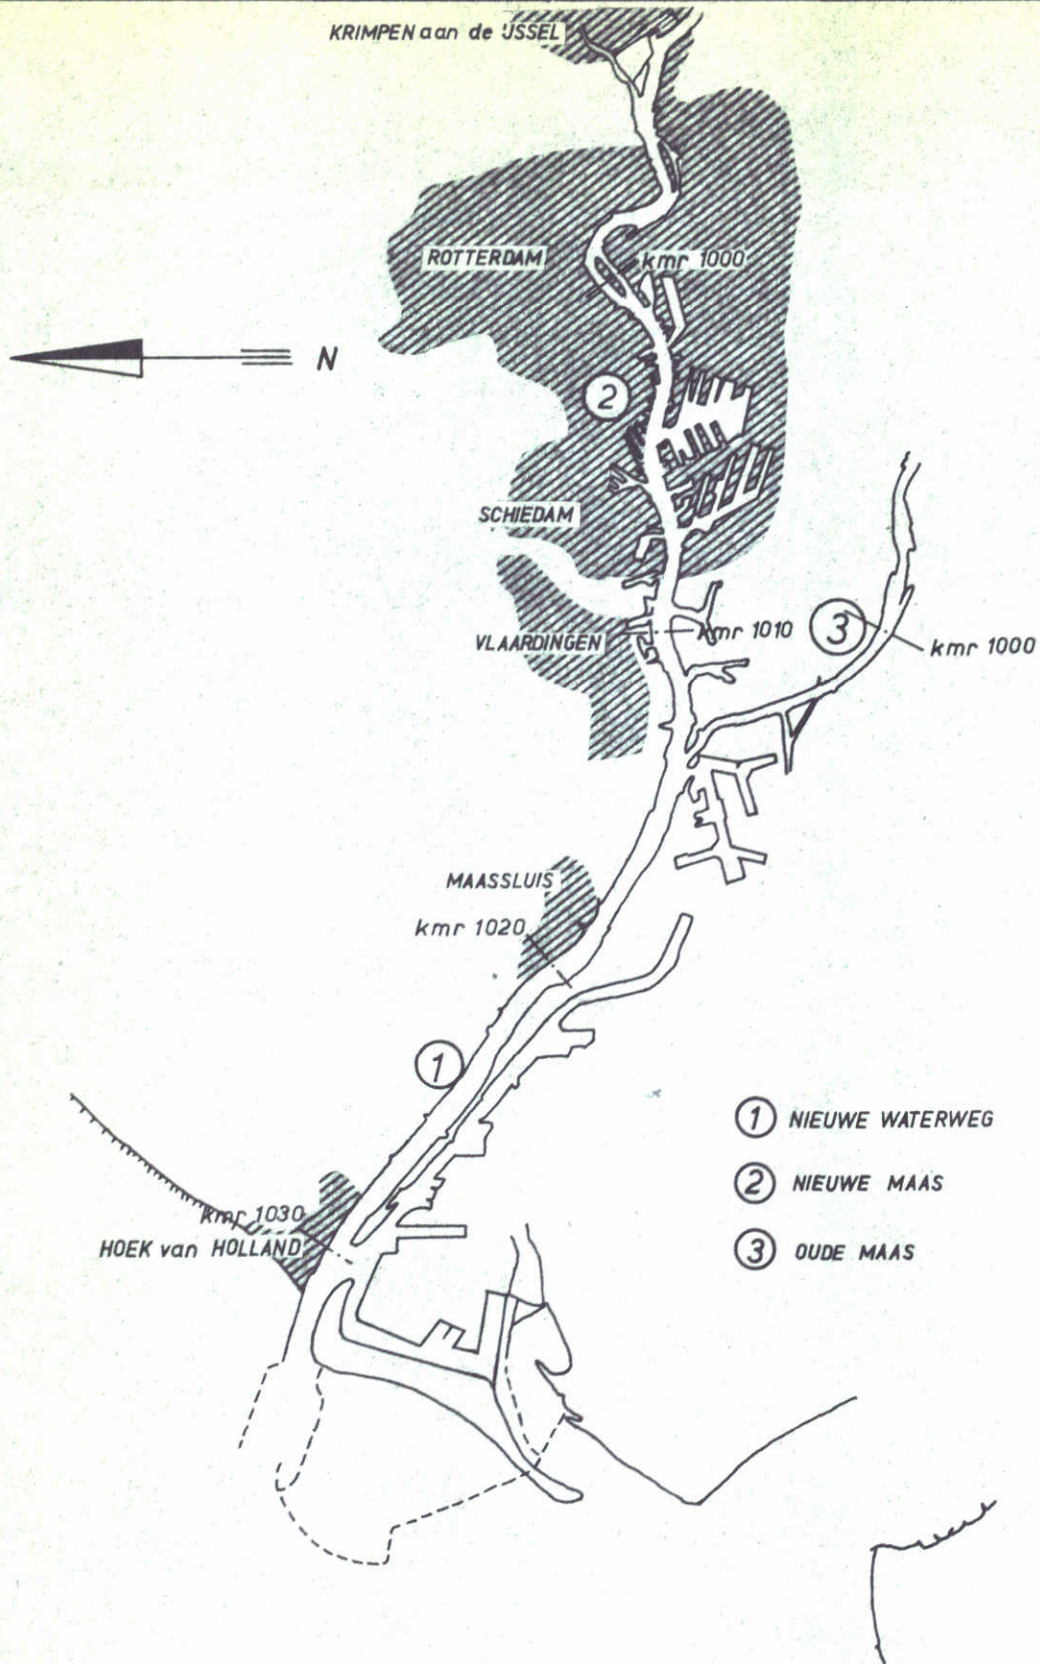 KRIMPEN aan de IJSSEL
ROTTERDAM
kmr 1000
N
2
SCHIEDAM
VLAARDINGEN
kmr 1010
3
kmr 1000
MAASSLUIS
kmr 1020
1
1 NIEUWE WATERWEG
2 NIEUWE MAAS
3 OUDE MAAS
kmr 1030
HOEK van HOLLAND